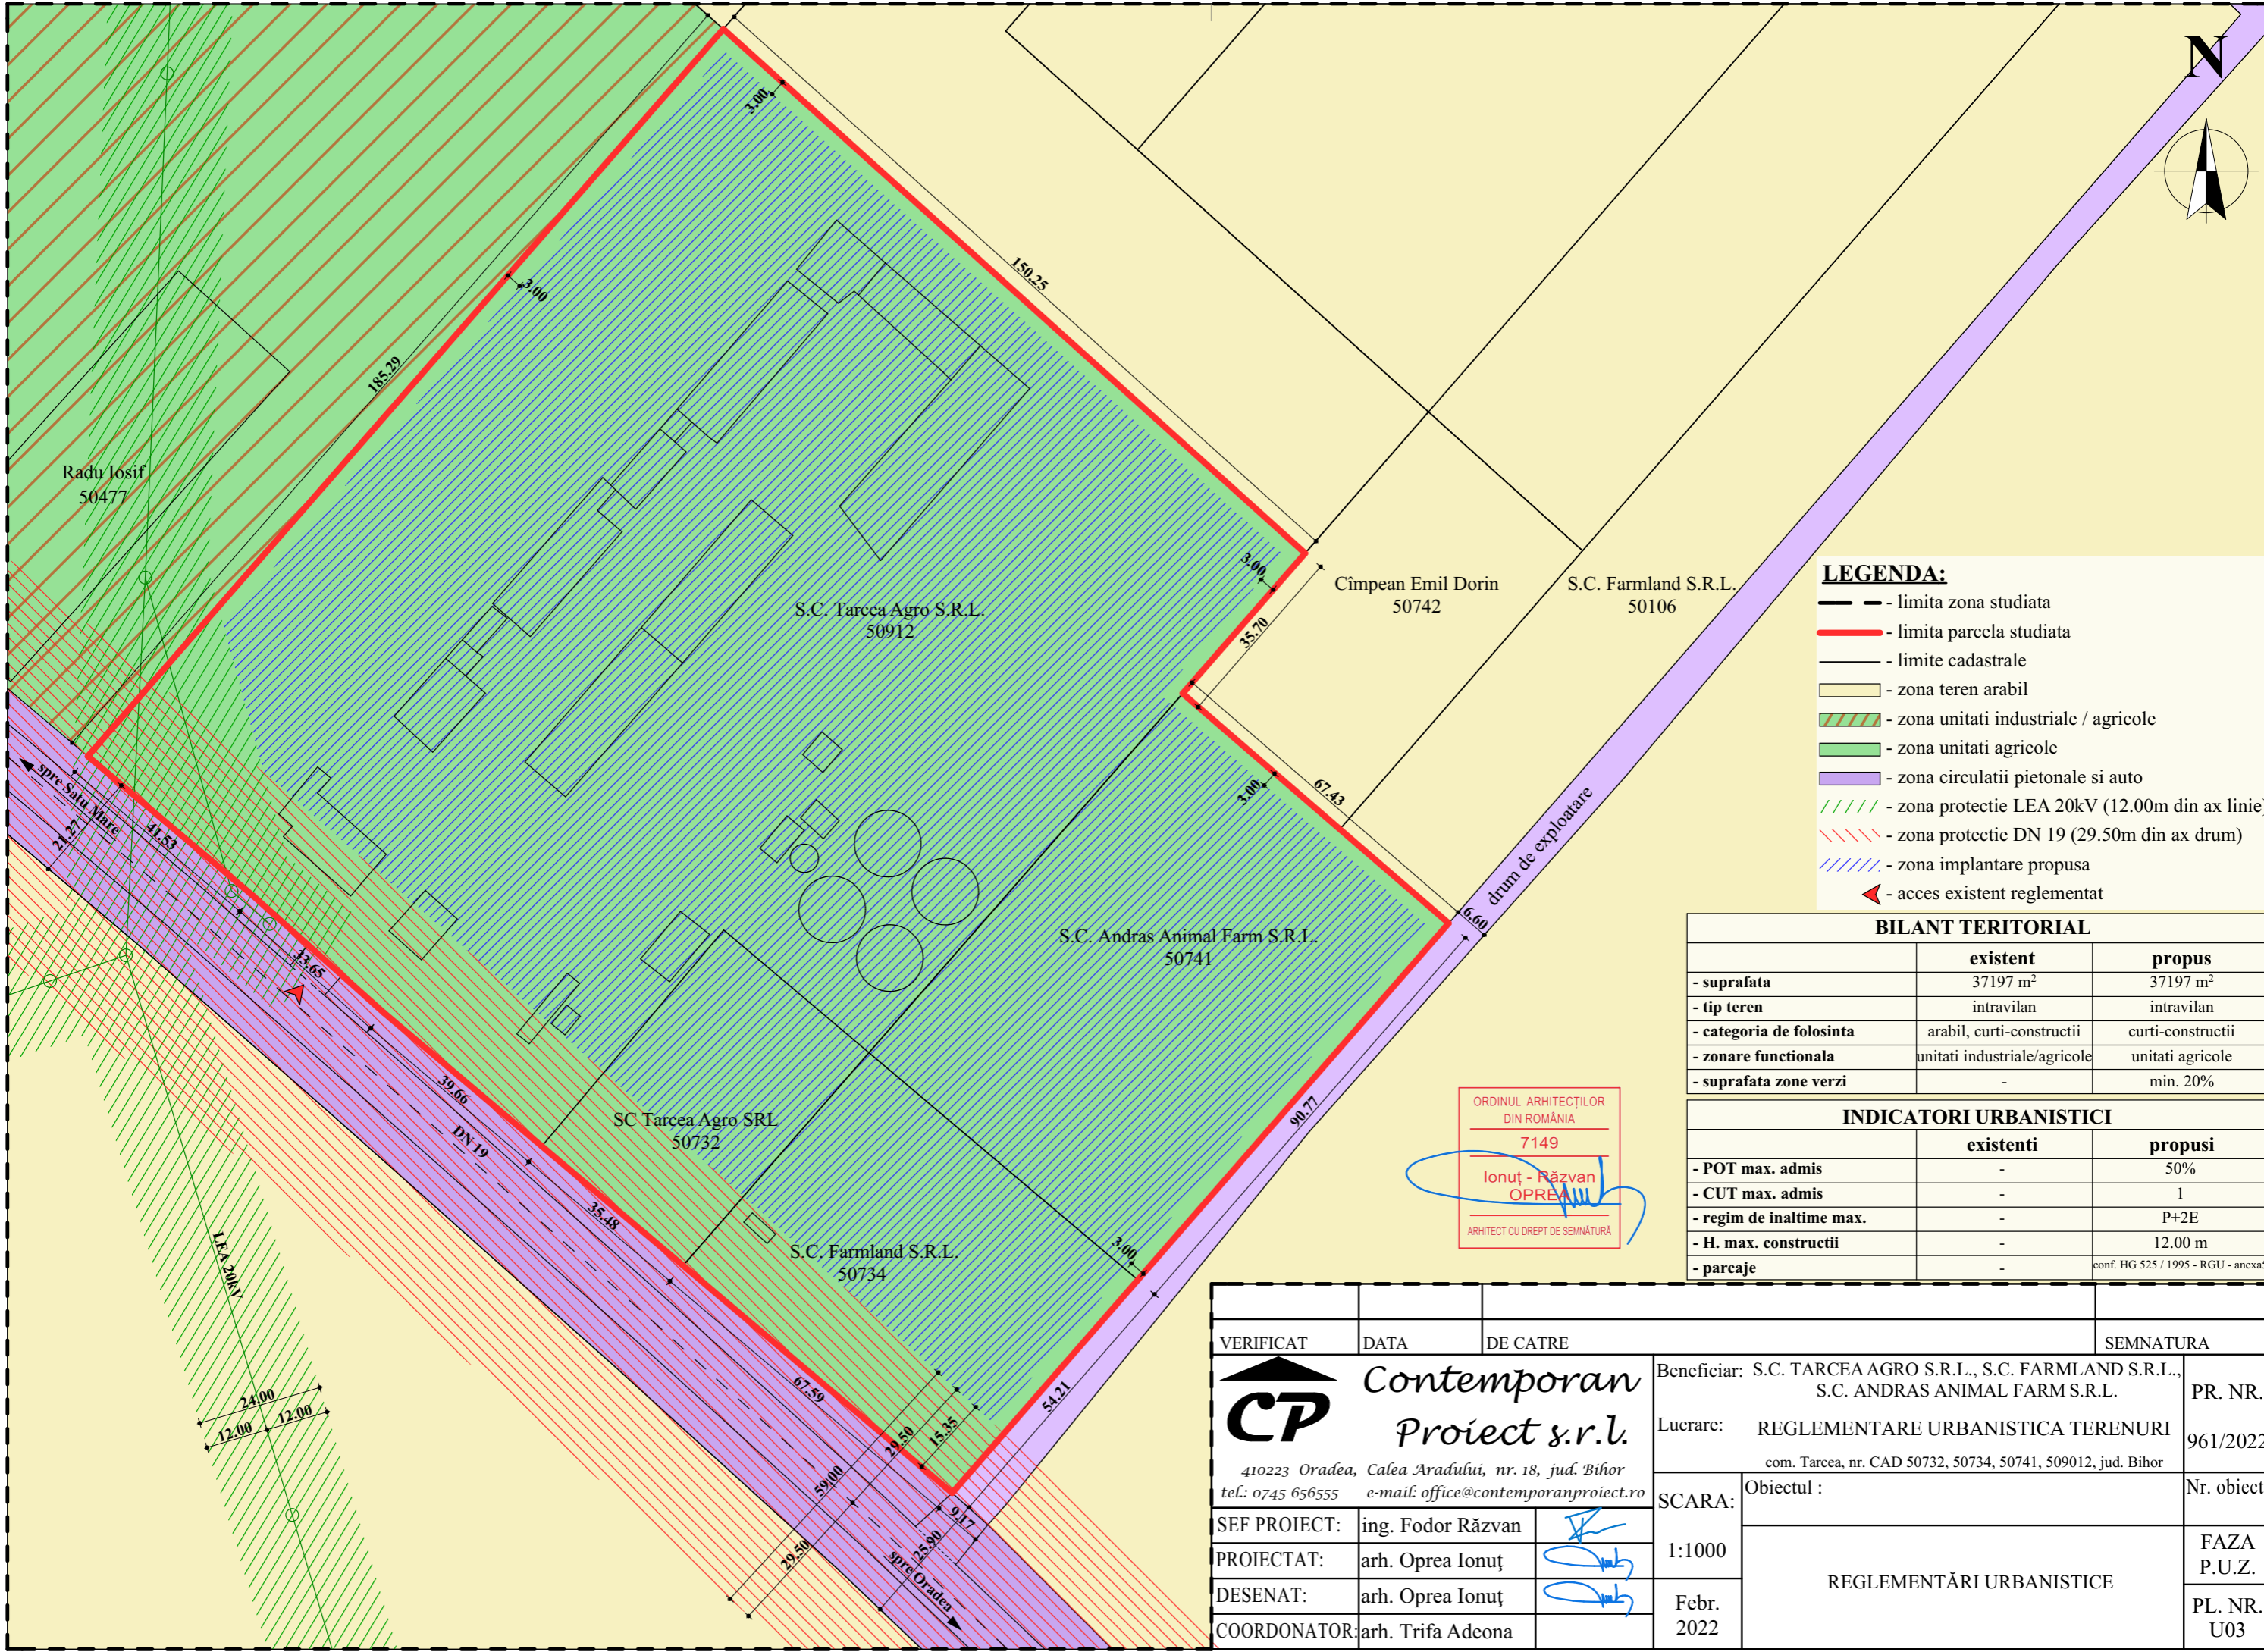 N
3.00
150.25
3.00
185.29
Radu Iosif
50477
S.C. Tarcea Agro S.R.L.
50912
3.00
35.70
Cîmpean Emil Dorin
50742
S.C. Farmland S.R.L.
50106
LEGENDA:
- limita zona studiata
- limita parcela studiata
- limite cadastrale
- zona teren arabil
- zona unitati industriale / agricole
- zona unitati agricole
- zona circulatii pietonale si auto
- zona protectie LEA 20kV (12.00m din ax linie)
- zona protectie DN 19 (29.50m din ax drum)
- zona implantare propusa
- acces existent reglementat
3.00
67.43
drum de exploatare
6.60
spre Satu Mare
21.27
41.53
33.65
S.C. Andras Animal Farm S.R.L.
50741
39.66
DN 19
SC Tarcea Agro SRL
50732
35.48
S.C. Farmland S.R.L.
50734
3.00
90.77
54.21
67.59
LEA 20kV
24.00
12.00
12.00
29.50
15.35
59.00
29.50
9.17
25.90
spre Oradea
BILANT TERITORIAL
existent propus
- suprafata 37197 m² 37197 m²
- tip teren intravilan intravilan
- categoria de folosinta arabil, curti-constructii curti-constructii
- zonare functionala unitati industriale/agricole unitati agricole
- suprafata zone verzi - min. 20%
INDICATORI URBANISTICI
existenti propusi
- POT max. admis - 50%
- CUT max. admis - 1
- regim de inaltime max. - P+2E
- H. max. constructii - 12.00 m
- parcaje - conf. HG 525 / 1995 - RGU - anexa5
ORDINUL ARHITECȚILOR
DIN ROMÂNIA
7149
Ionuț - Răzvan
OPREA
ARHITECT CU DREPT DE SEMNĂTURĂ
VERIFICAT DATA DE CATRE SEMNATURA
CP
Contemporan
Proiect s.r.l.
410223 Oradea, Calea Aradului, nr. 18, jud. Bihor
tel.: 0745 656555 e-mail: office@contemporanproiect.ro
Beneficiar: S.C. TARCEA AGRO S.R.L., S.C. FARMLAND S.R.L.,
S.C. ANDRAS ANIMAL FARM S.R.L.
Lucrare: REGLEMENTARE URBANISTICA TERENURI
com. Tarcea, nr. CAD 50732, 50734, 50741, 509012, jud. Bihor
PR. NR.
961/2022
SEF PROIECT: ing. Fodor Răzvan
PROIECTAT: arh. Oprea Ionuţ
DESENAT: arh. Oprea Ionuţ
COORDONATOR: arh. Trifa Adeona
SCARA:
1:1000
Febr.
2022
Obiectul :
Nr. obiect
REGLEMENTĂRI URBANISTICE
FAZA
P.U.Z.
PL. NR.
U03